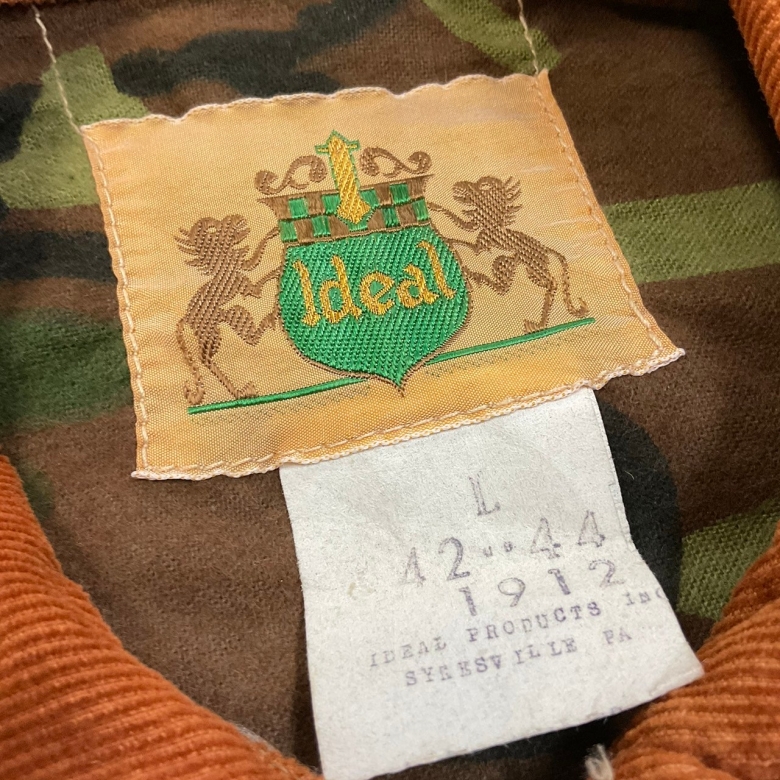 Ideal
L
42--44
1912
IDEAL PRODUCTS INC
SYKESVILLE PA